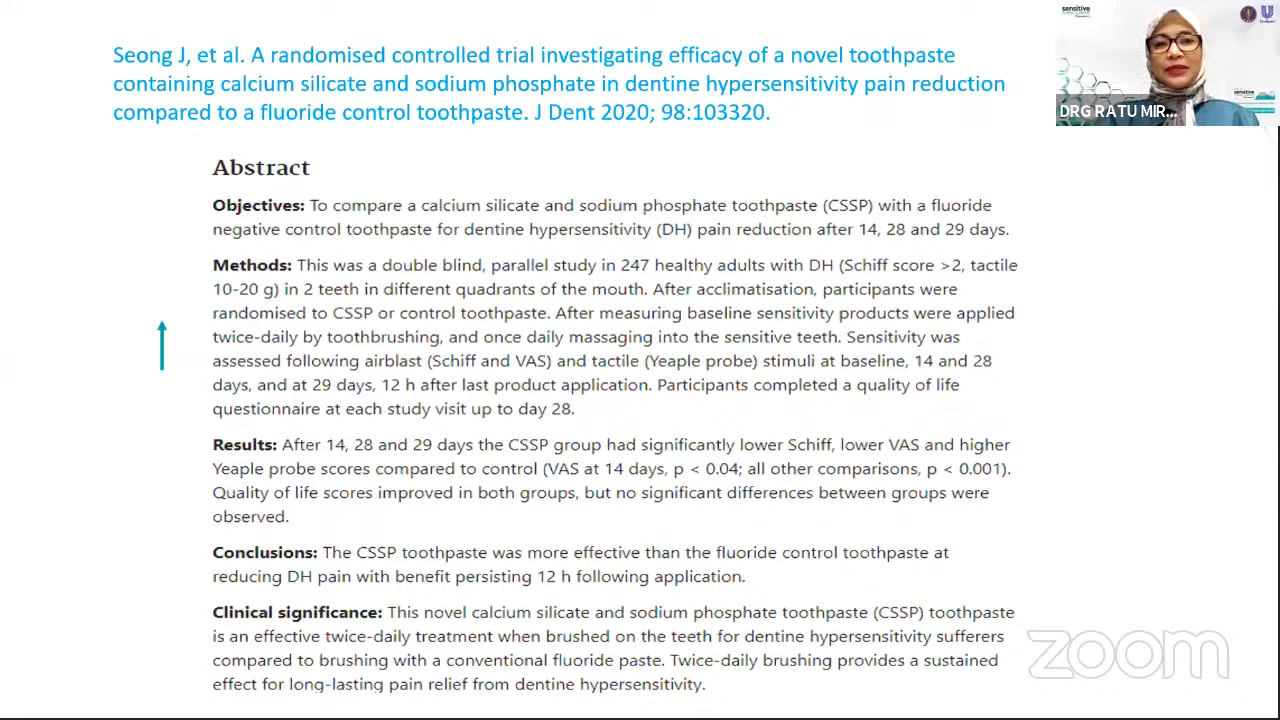 Seong J, et al. A randomised controlled trial investigating efficacy of a novel toothpaste
containing calcium silicate and sodium phosphate in dentine hypersensitivity pain reduction
compared to a fluoride control toothpaste. J Dent 2020; 98:103320.
sensitive
sensitive
DRG RATU MIR...
Abstract
Objectives: To compare a calcium silicate and sodium phosphate toothpaste (CSSP) with a fluoride
negative control toothpaste for dentine hypersensitivity (DH) pain reduction after 14, 28 and 29 days.
Methods: This was a double blind, parallel study in 247 healthy adults with DH (Schiff score >2, tactile
10-20 g) in 2 teeth in different quadrants of the mouth. After acclimatisation, participants were
randomised to CSSP or control toothpaste. After measuring baseline sensitivity products were applied
twice-daily by toothbrushing, and once daily massaging into the sensitive teeth. Sensitivity was
assessed following airblast (Schiff and VAS) and tactile (Yeaple probe) stimuli at baseline, 14 and 28
days, and at 29 days, 12 h after last product application. Participants completed a quality of life
questionnaire at each study visit up to day 28.
Results: After 14, 28 and 29 days the CSSP group had significantly lower Schiff, lower VAS and higher
Yeaple probe scores compared to control (VAS at 14 days, p < 0.04; all other comparisons, p < 0.001).
Quality of life scores improved in both groups, but no significant differences between groups were
observed.
Conclusions: The CSSP toothpaste was more effective than the fluoride control toothpaste at
reducing DH pain with benefit persisting 12 h following application.
Clinical significance: This novel calcium silicate and sodium phosphate toothpaste (CSSP) toothpaste
is an effective twice-daily treatment when brushed on the teeth for dentine hypersensitivity sufferers
compared to brushing with a conventional fluoride paste. Twice-daily brushing provides a sustained
effect for long-lasting pain relief from dentine hypersensitivity.
zoom